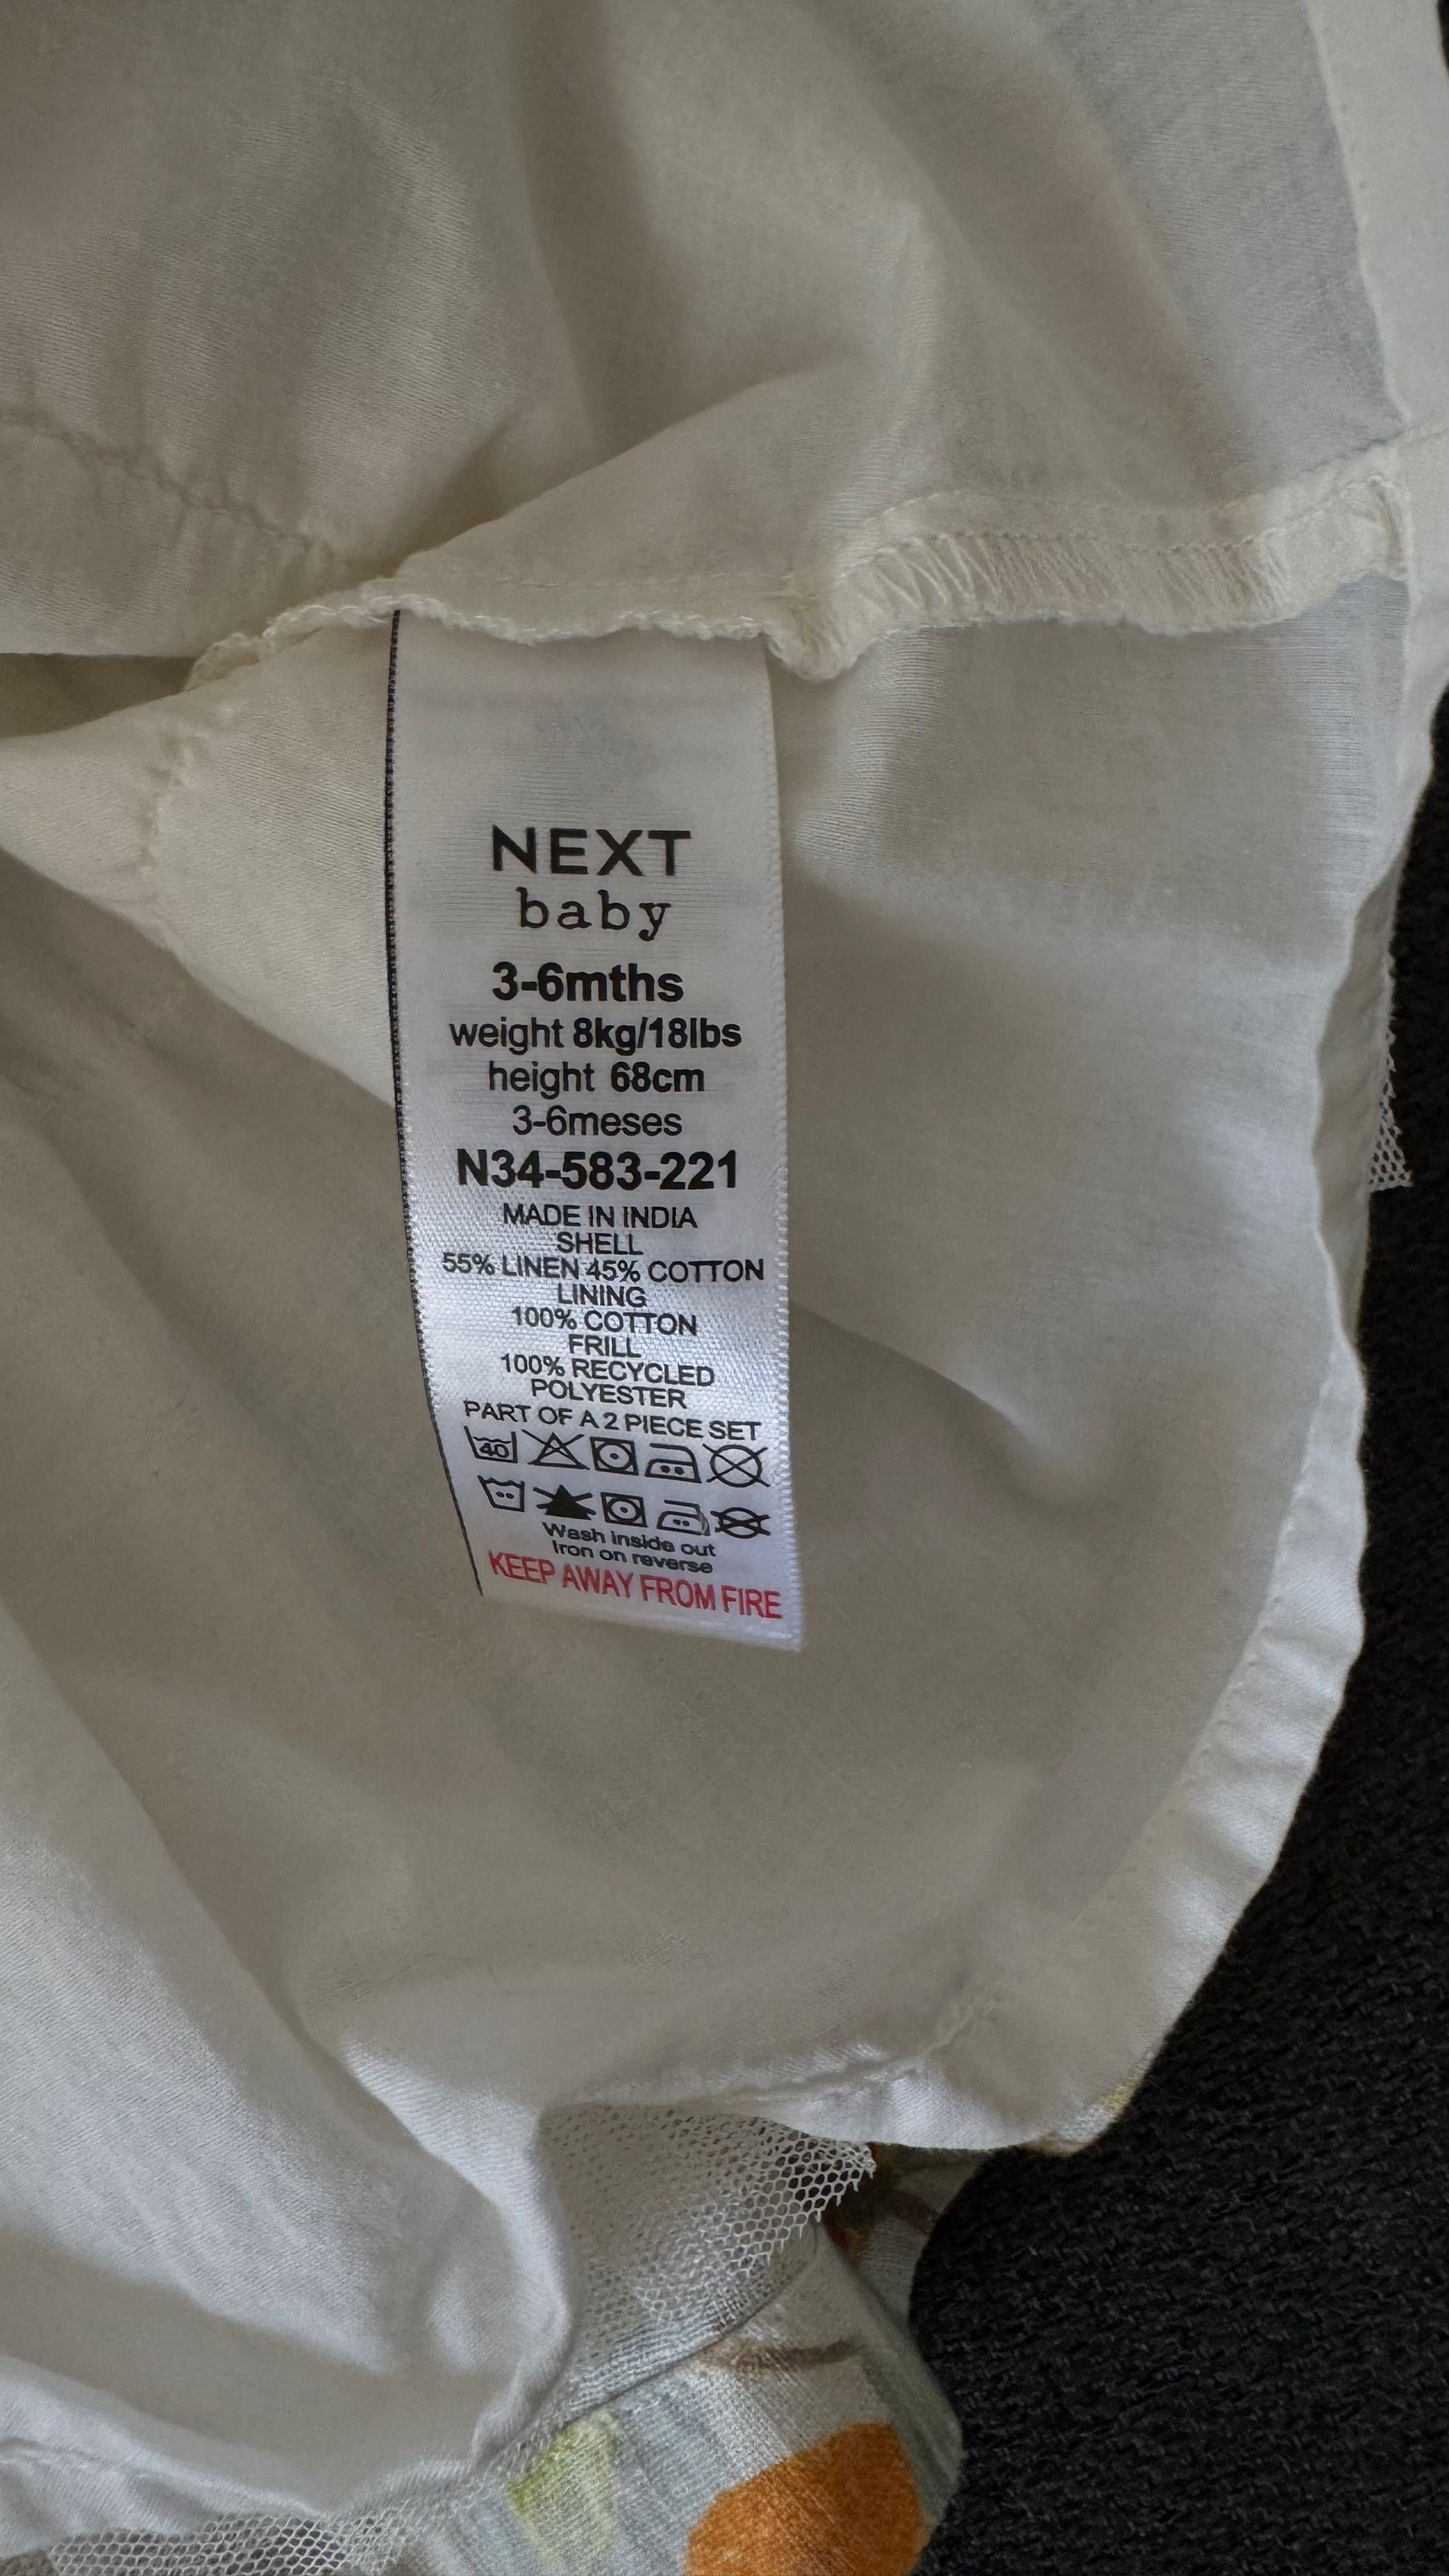 NEXT
baby
3-6mths
weight 8kg/18lbs
height 68cm
3-6meses
N34-583-221
MADE IN INDIA
SHELL
55% LINEN 45% COTTON
LINING
100% COTTON
FRILL
100% RECYCLED
POLYESTER
PART OF A 2 PIECE SET
40
Wash inside out
Iron on reverse
KEEP AWAY FROM FIRE